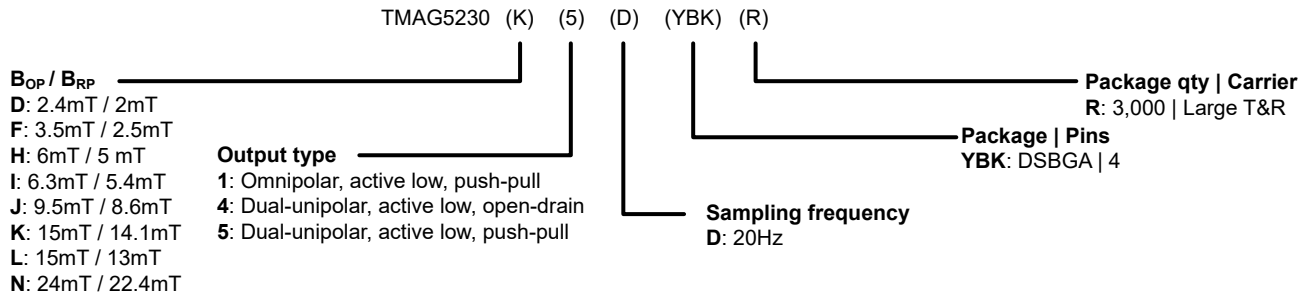 TMAG5230 (K) (5) (D) (YBK) (R)
B_OP / B_RP
D: 2.4mT / 2mT
F: 3.5mT / 2.5mT
H: 6mT / 5 mT
I: 6.3mT / 5.4mT
J: 9.5mT / 8.6mT
K: 15mT / 14.1mT
L: 15mT / 13mT
N: 24mT / 22.4mT
Output type
1: Omnipolar, active low, push-pull
4: Dual-unipolar, active low, open-drain
5: Dual-unipolar, active low, push-pull
Sampling frequency
D: 20Hz
Package | Pins
YBK: DSBGA | 4
Package qty | Carrier
R: 3,000 | Large T&R